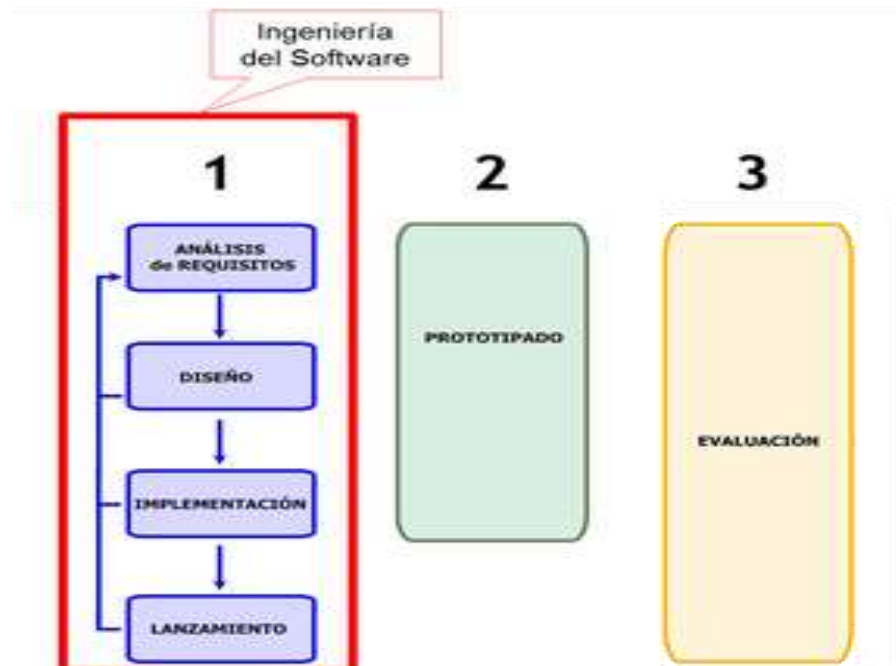 Ingeniería
del Software
1
2
3
ANÁLISIS
de REQUISITOS
DISEÑO
IMPLEMENTACIÓN
LANZAMIENTO
PROTOTIPADO
EVALUACIÓN